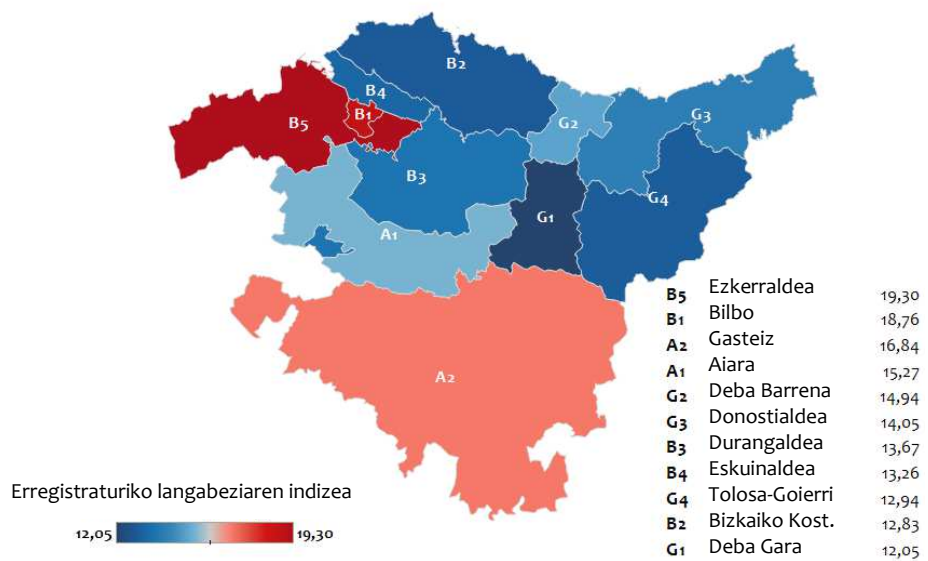 B2
B4
B1
B5
G2
G3
B3
G4
G1
A1
A2
B5 Ezkerraldea 19,30
B1 Bilbo 18,76
A2 Gasteiz 16,84
A1 Aiara 15,27
G2 Deba Barrena 14,94
G3 Donostialdea 14,05
B3 Durangaldea 13,67
B4 Eskuinaldea 13,26
G4 Tolosa-Goierri 12,94
B2 Bizkaiko Kost. 12,83
G1 Deba Gara 12,05
Erregistraturiko langabeziaren indizea
12,05 19,30